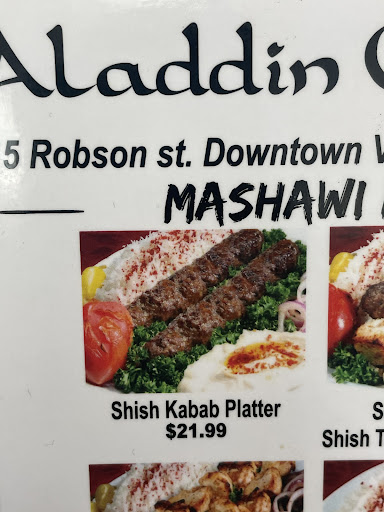 Aladdin
5 Robson st. Downtown
MASHAWI
Shish Kabab Platter
$21.99
Shish